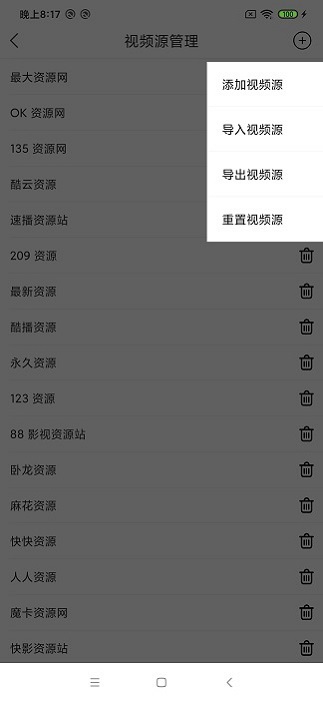 晚上8:17
100
视频源管理
最大资源网
添加视频源
OK 资源网
导入视频源
135 资源网
导出视频源
酷云资源
重置视频源
速播资源站
209 资源
最新资源
酷播资源
永久资源
123 资源
88 影视资源站
卧龙资源
麻花资源
快快资源
人人资源
魔卡资源网
快影资源站